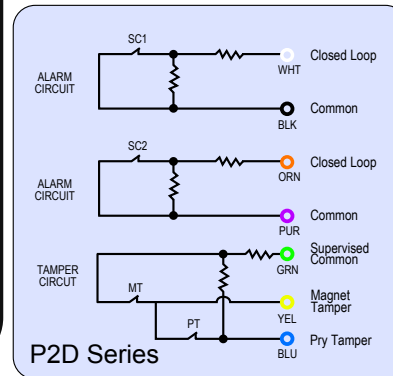 SC1
WHT Closed Loop
ALARM
CIRCUIT
BLK Common
SC2
ORN Closed Loop
ALARM
CIRCUIT
PUR Common
TAMPER
CIRCUT
GRN Supervised
Common
MT
YEL Magnet
Tamper
PT
BLU Pry Tamper
P2D Series